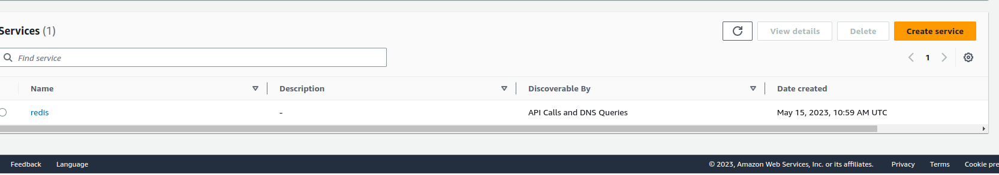 Services (1)
View details
Delete
Create service
Find service
1
Name
Description
Discoverable By
Date created
redis
-
API Calls and DNS Queries
May 15, 2023, 10:59 AM UTC
Feedback
Language
© 2023, Amazon Web Services, Inc. or its affiliates.
Privacy
Terms
Cookie pre